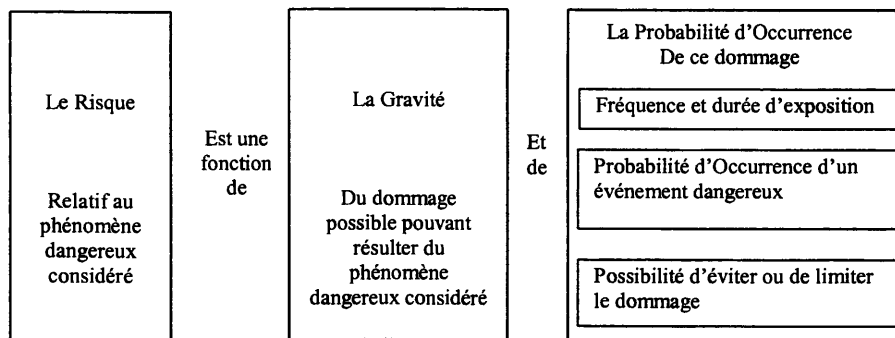 Le Risque
Relatif au
phénomène
dangereux
considéré
Est une
fonction
de
La Gravité
Du dommage
possible pouvant
résulter du
phénomène
dangereux considéré
Et
de
La Probabilité d'Occurrence
De ce dommage
Fréquence et durée d'exposition
Probabilité d'Occurrence d'un
événement dangereux
Possibilité d'éviter ou de limiter
le dommage